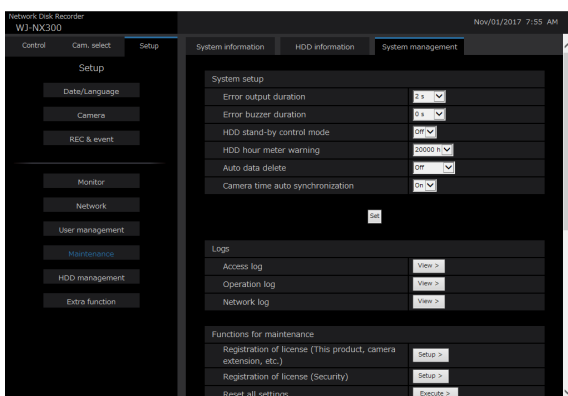 Network Disk Recorder
WJ-NX300
Nov/01/2017 7:55 AM
Control Cam. select Setup
System information HDD information System management
Setup
Date/Language
Camera
REC & event
Monitor
Network
User management
Maintenance
HDD management
Extra function
System setup
Error output duration 2 s
Error buzzer duration 0 s
HDD stand-by control mode Off
HDD hour meter warning 20000 h
Auto data delete Off
Camera time auto synchronization On
Set
Logs
Access log View >
Operation log View >
Network log View >
Functions for maintenance
Registration of license (This product, camera
extension, etc.) Setup >
Registration of license (Security) Setup >
Reset all settings Execute >